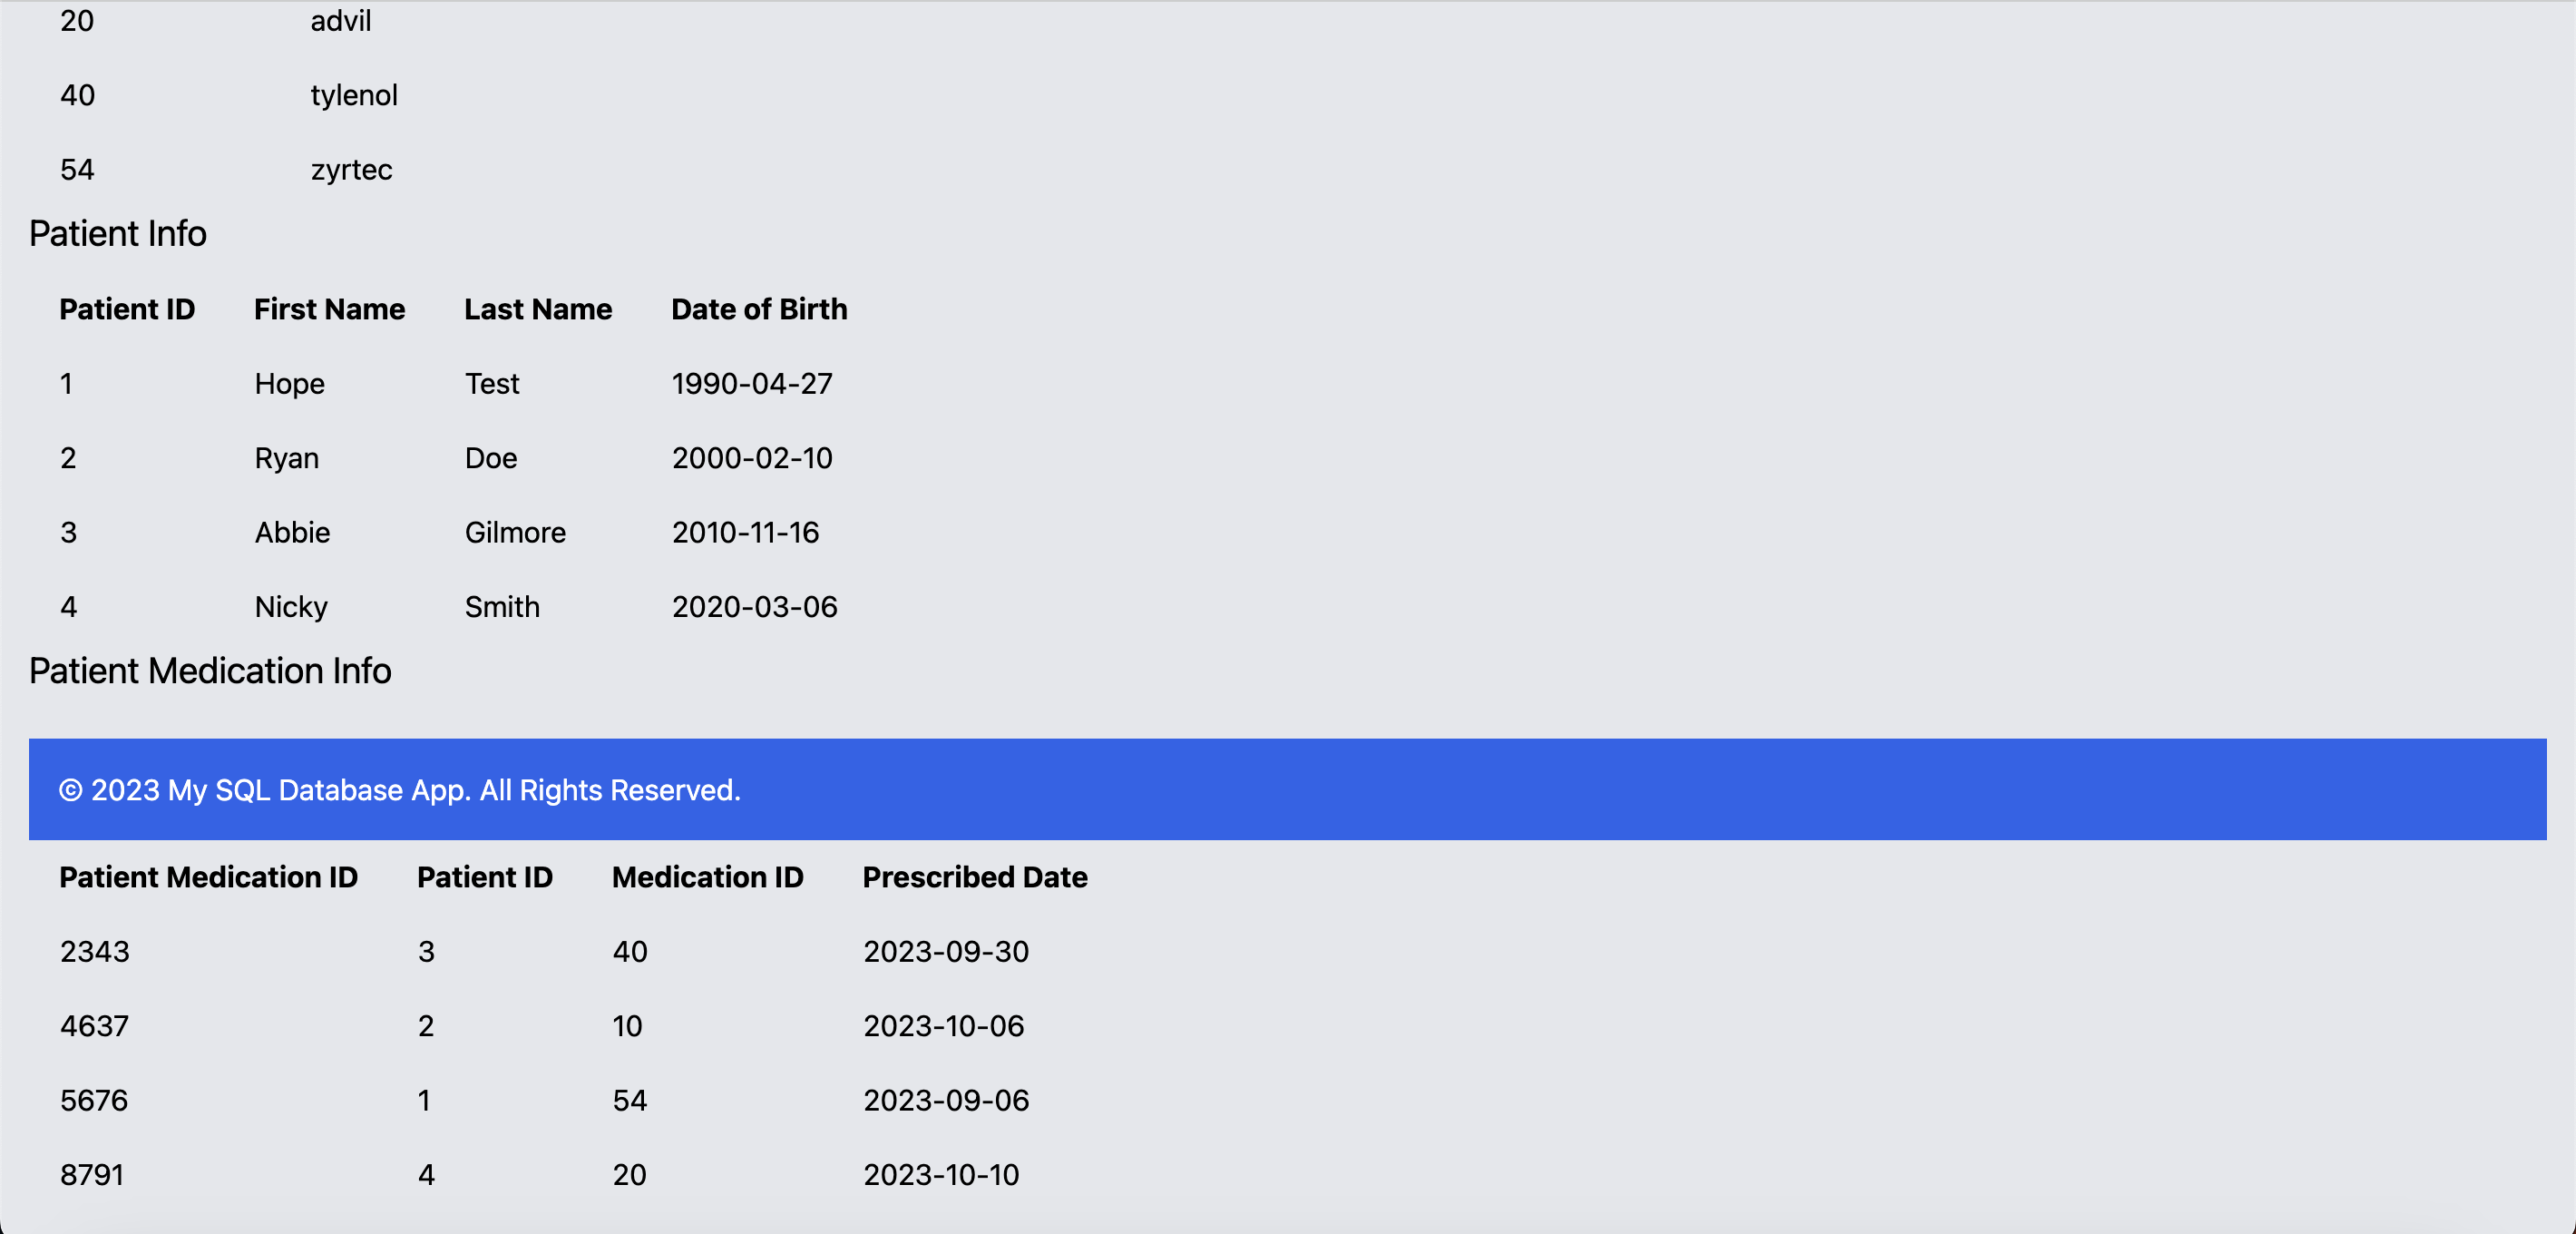 20 advil
40 tylenol
54 zyrtec
Patient Info
Patient ID First Name Last Name Date of Birth
1 Hope Test 1990-04-27
2 Ryan Doe 2000-02-10
3 Abbie Gilmore 2010-11-16
4 Nicky Smith 2020-03-06
Patient Medication Info
© 2023 My SQL Database App. All Rights Reserved.
Patient Medication ID Patient ID Medication ID Prescribed Date
2343 3 40 2023-09-30
4637 2 10 2023-10-06
5676 1 54 2023-09-06
8791 4 20 2023-10-10